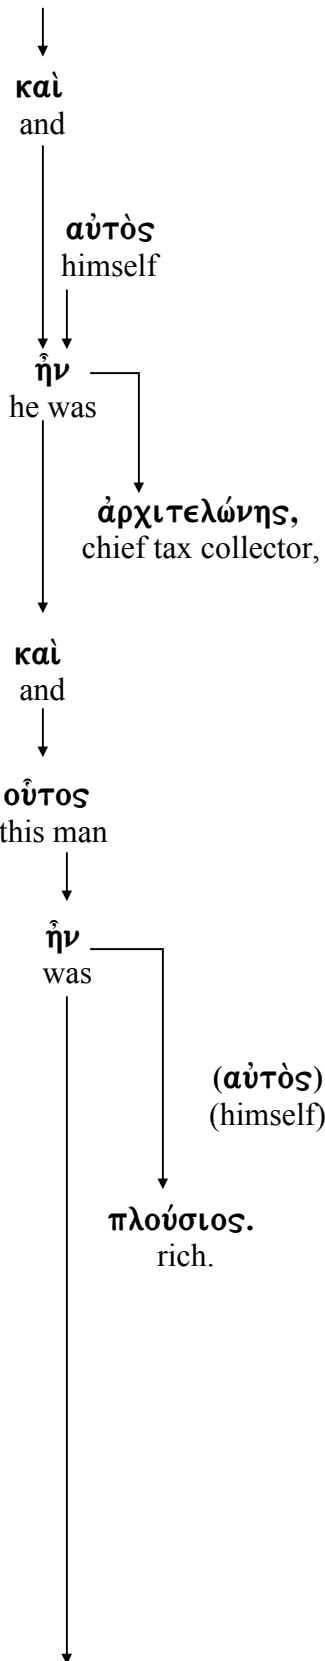 καὶ
and
αὐτὸς
himself
ἦν
he was
ἀρχιτελώνης,
chief tax collector,
καὶ
and
οὗτος
this man
ἦν
was
(αὐτὸς)
(himself)
πλούσιος.
rich.